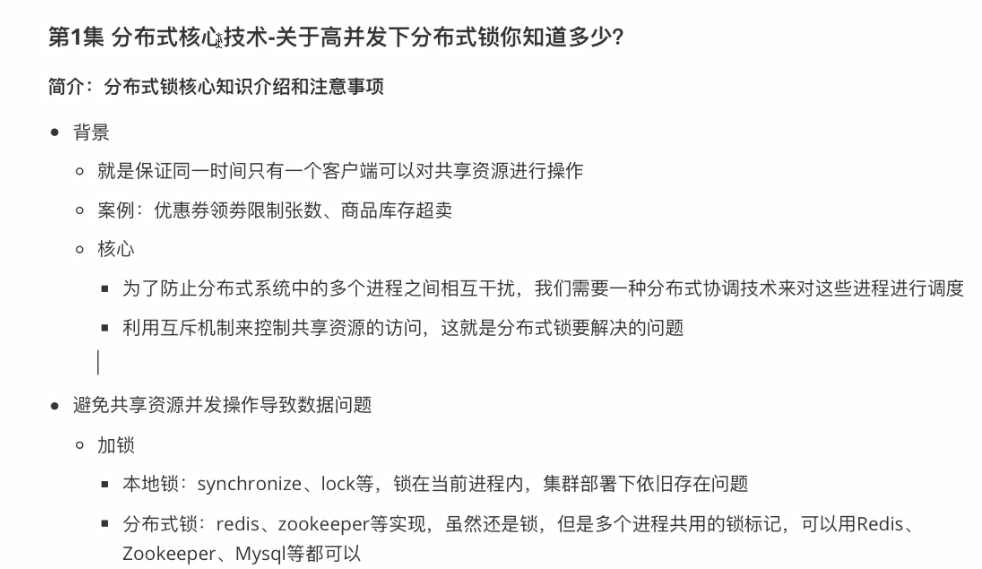 第1集 分布式核心技术-关于高并发下分布式锁你知道多少?
简介：分布式锁核心知识介绍和注意事项
背景
就是保证同一时间只有一个客户端可以对共享资源进行操作
案例：优惠券领劵限制张数、商品库存超卖
核心
为了防止分布式系统中的多个进程之间相互干扰，我们需要一种分布式协调技术来对这些进程进行调度
利用互斥机制来控制共享资源的访问，这就是分布式锁要解决的问题
避免共享资源并发操作导致数据问题
加锁
本地锁：synchronize、lock等，锁在当前进程内，集群部署下依旧存在问题
分布式锁：redis、zookeeper等实现，虽然还是锁，但是多个进程共用的锁标记，可以用Redis、
Zookeeper、Mysql等都可以